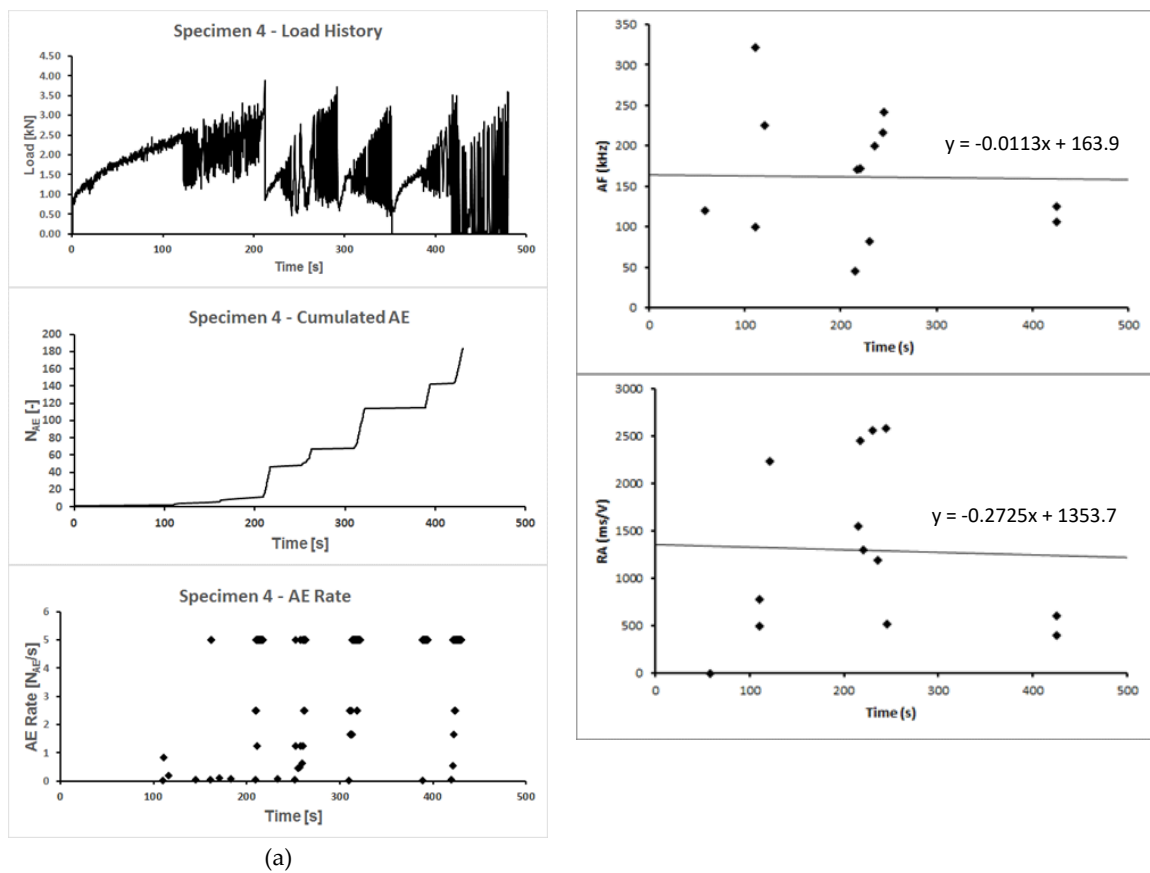 Specimen 4 - Load History
Load [kN]
4.50
4.00
3.50
3.00
2.50
2.00
1.50
1.00
0.50
0.00
0 100 200 300 400 500
Time [s]
Specimen 4 - Cumulated AE
N_AE [-]
200
180
160
140
120
100
80
60
40
20
0
0 100 200 300 400 500
Time [s]
Specimen 4 - AE Rate
AE Rate [N_AE/s]
6
5
4
3
2
1
0
0 100 200 300 400 500
Time [s]
(a)
AF (kHz)
350
300
250
200
150
100
50
0
y = -0.0113x + 163.9
0 100 200 300 400 500
Time (s)
RA (ms/V)
3000
2500
2000
1500
1000
500
0
y = -0.2725x + 1353.7
0 100 200 300 400 500
Time (s)